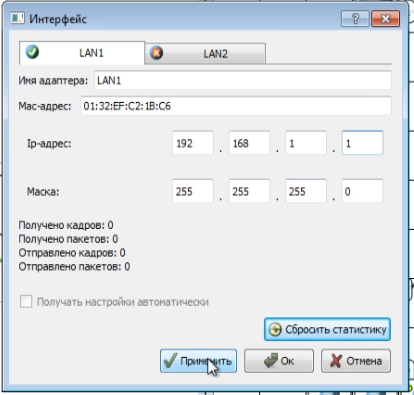 Интерфейс
LAN1 LAN2
Имя адаптера: LAN1
Mac-адрес: 01:32:EF:C2:1B:C6
Ip-адрес: 192 . 168 . 1 . 1
Маска: 255 . 255 . 255 . 0
Получено кадров: 0
Получено пакетов: 0
Отправлено кадров: 0
Отправлено пакетов: 0
Получать настройки автоматически
Сбросить статистику
Применить Ок Отмена